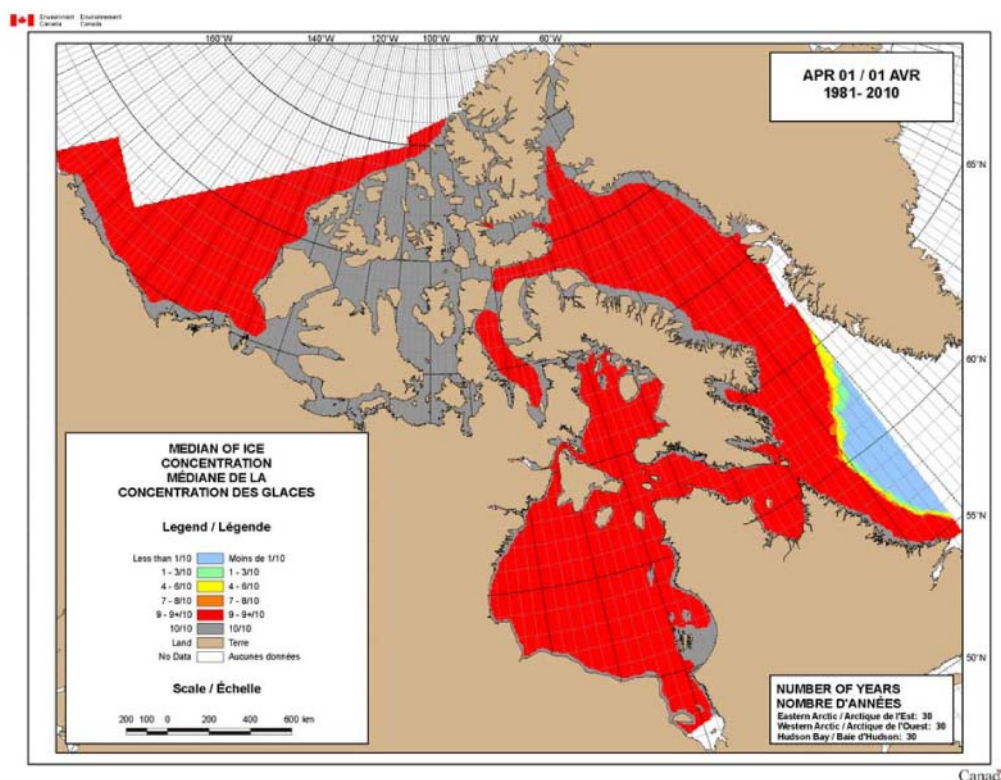 Environment Environnement
Canada Canada
160°W 140°W 120°W 100°W 80°W 60°W
APR 01 / 01 AVR
1981- 2010
65°N
60°N
55°N
50°N
MEDIAN OF ICE
CONCENTRATION
MÉDIANE DE LA
CONCENTRATION DES GLACES
Legend / Légende
Less than 1/10 Moins de 1/10
1 - 3/10 1 - 3/10
4 - 6/10 4 - 6/10
7 - 8/10 7 - 8/10
9 - 9+/10 9 - 9+/10
10/10 10/10
Land Terre
No Data Aucunes données
Scale / Échelle
200 100 0 200 400 600 km
NUMBER OF YEARS
NOMBRE D'ANNÉES
Eastern Arctic / Arctique de l'Est: 30
Western Arctic / Arctique de l'Ouest: 30
Hudson Bay / Baie d'Hudson: 30
Canad